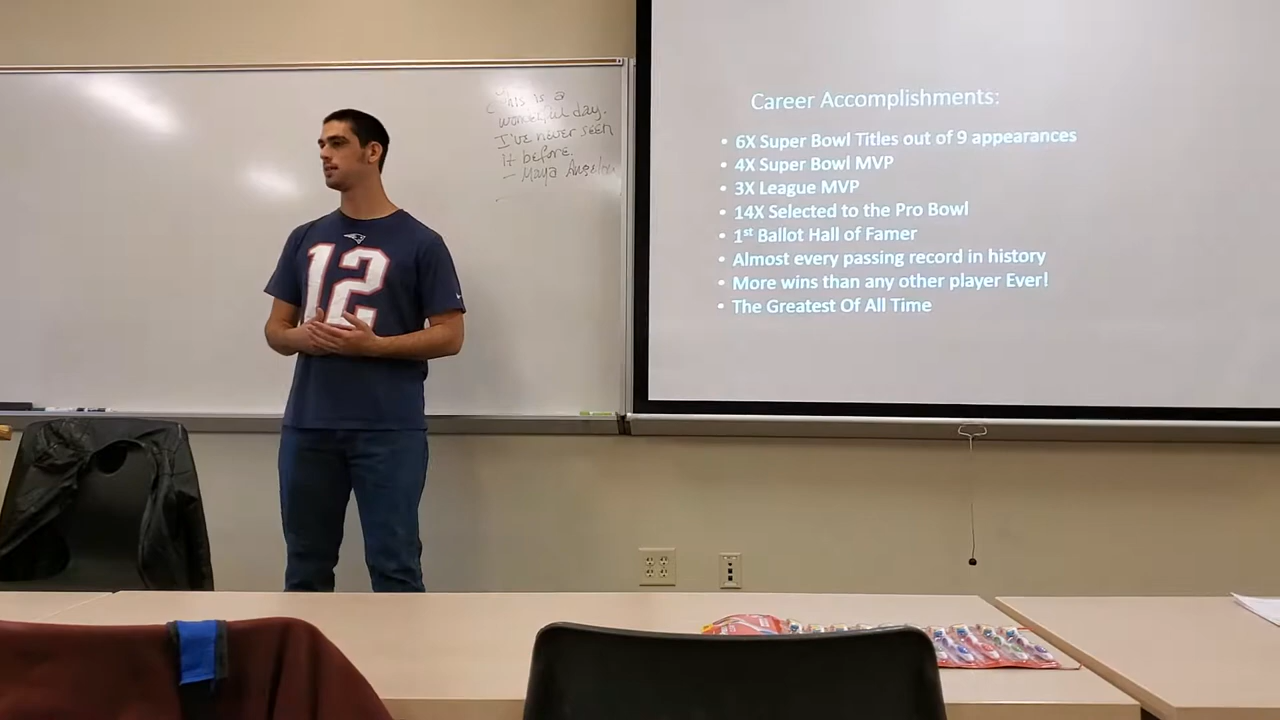 This is a
wonderful day.
I've never seen
it before.
- Maya Angelou
12
Career Accomplishments:
• 6X Super Bowl Titles out of 9 appearances
• 4X Super Bowl MVP
• 3X League MVP
• 14X Selected to the Pro Bowl
• 1st Ballot Hall of Famer
• Almost every passing record in history
• More wins than any other player Ever!
• The Greatest Of All Time